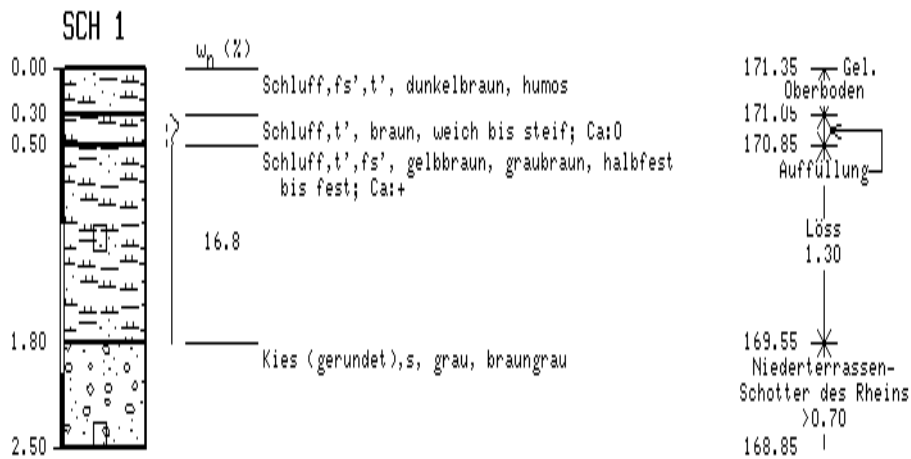 SCH 1
wn (%)
0.00
171.35 Gel.
Schluff,fs',t', dunkelbraun, humos
Oberboden
0.30
171.05
Schluff,t', braun, weich bis steif; Ca:0
0.50
170.85
Schluff,t',fs', gelbbraun, graubraun, halbfest
bis fest; Ca:+
Auffüllung
16.8
Löss
1.30
1.80
169.55
Kies (gerundet),s, grau, braungrau
Niederterrassen-
Schotter des Rheins
>0.70
2.50
168.85